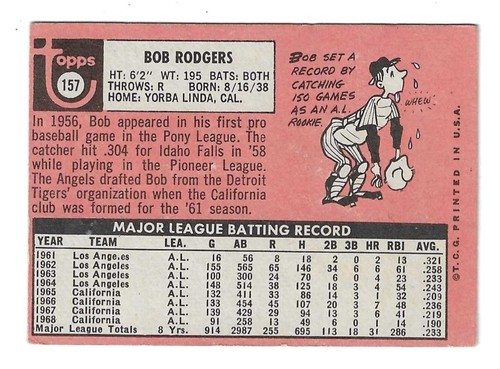 topps
157
BOB RODGERS
HT: 6'2" WT: 195 BATS: BOTH
THROWS: R BORN: 8/16/38
HOME: YORBA LINDA, CAL.
In 1956, Bob appeared in his first pro
baseball game in the Pony League. The
catcher hit .304 for Idaho Falls in '58
while playing in the Pioneer League.
The Angels drafted Bob from the Detroit
Tigers' organization when the California
club was formed for the '61 season.
BOB SET A
RECORD BY
CATCHING
150 GAMES
AS AN A.L.
ROOKIE.
WHEW
MAJOR LEAGUE BATTING RECORD
YEAR TEAM LEA. G AB R H 2B 3B HR RBI AVG.
1961 Los Angeles A.L. 16 56 8 18 2 0 2 13 .321
1962 Los Angeles A.L. 155 565 65 146 34 6 6 61 .258
1963 Los Angeles A.L. 100 300 24 70 6 0 4 23 .233
1964 Los Angeles A.L. 148 514 38 125 18 3 4 54 .243
1965 California A.L. 132 411 33 86 14 3 1 32 .209
1966 California A.L. 133 454 45 107 20 3 7 48 .236
1967 California A.L. 139 429 29 94 13 3 6 41 .219
1968 California A.L. 91 258 13 49 6 0 1 14 .190
Major League Totals 8 Yrs. 914 2987 255 695 113 18 31 286 .233
© T.C.G. PRINTED IN U.S.A.